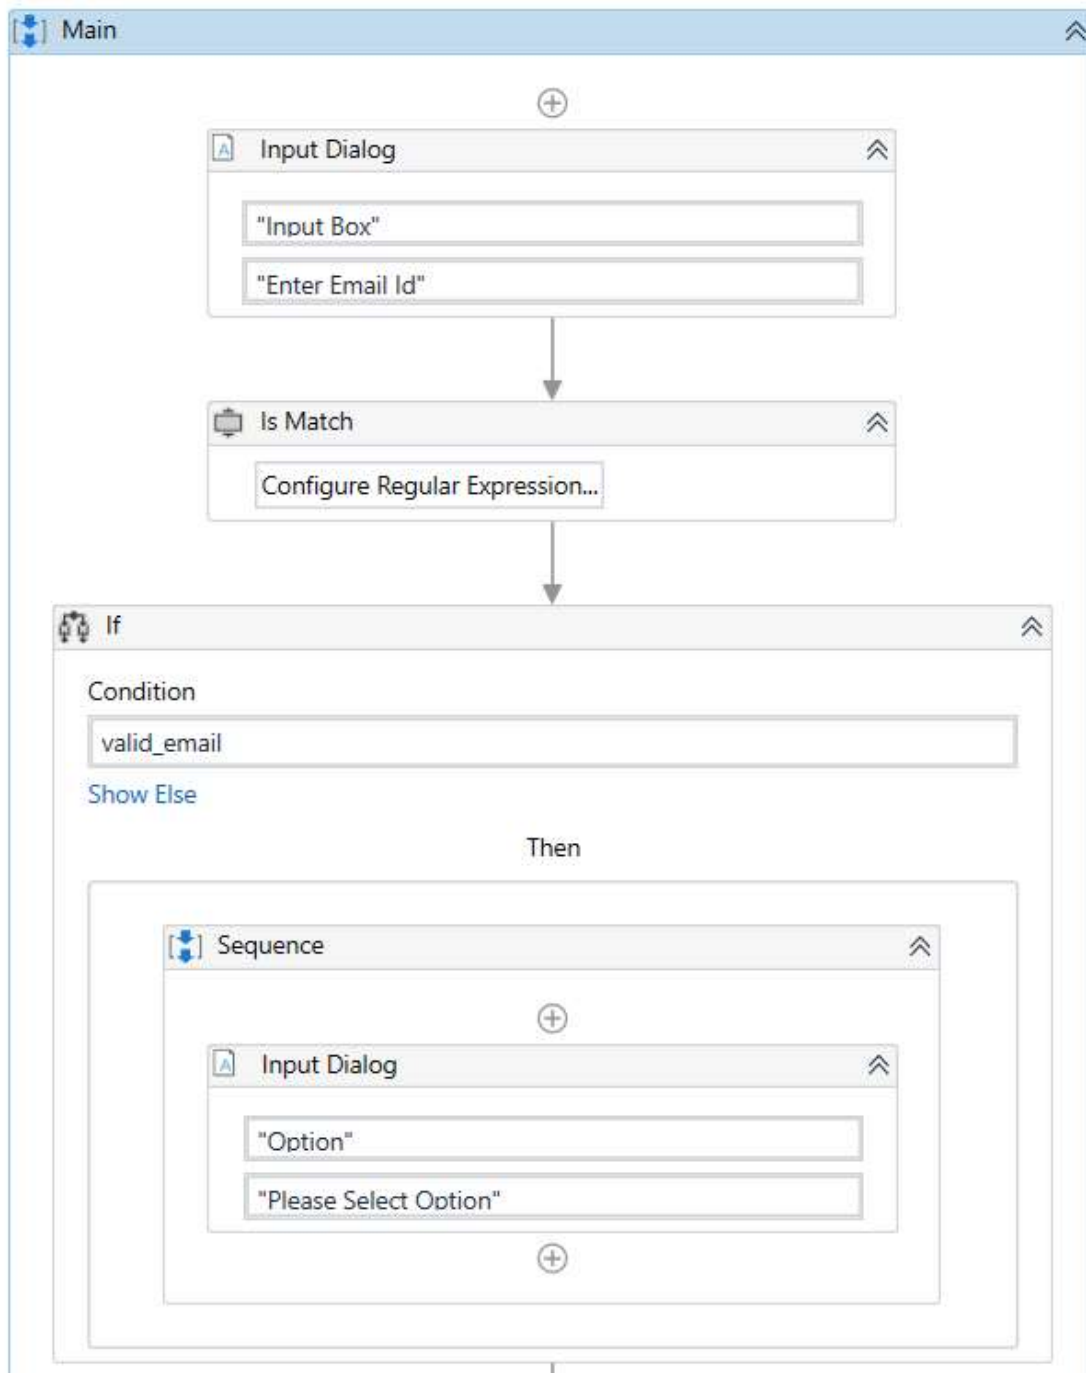 Main
Input Dialog
"Input Box"
"Enter Email Id"
Is Match
Configure Regular Expression...
If
Condition
valid_email
Show Else
Then
Sequence
Input Dialog
"Option"
"Please Select Option"